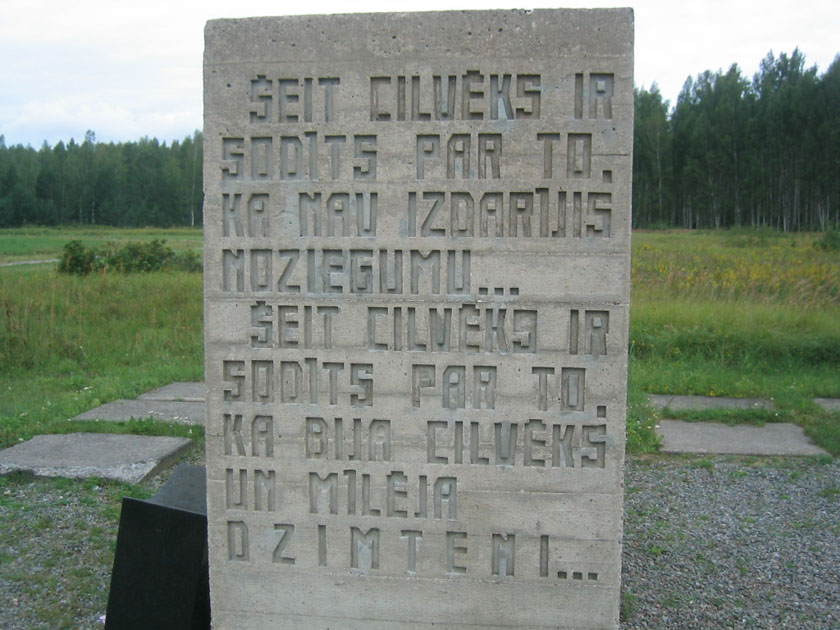 ŠEIT CILVĒKS IR
SODĪTS PAR TO,
KA NAV IZDARĪJIS
NOZIEGUMU...
ŠEIT CILVĒKS IR
SODĪTS PAR TO,
KA BIJA CILVĒKS
UN MĪLĒJA
DZIMTENI...